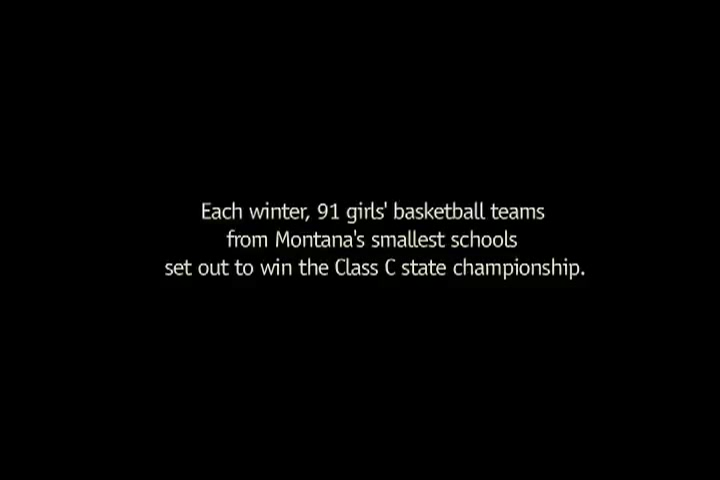 Each winter, 91 girls' basketball teams
from Montana's smallest schools
set out to win the Class C state championship.